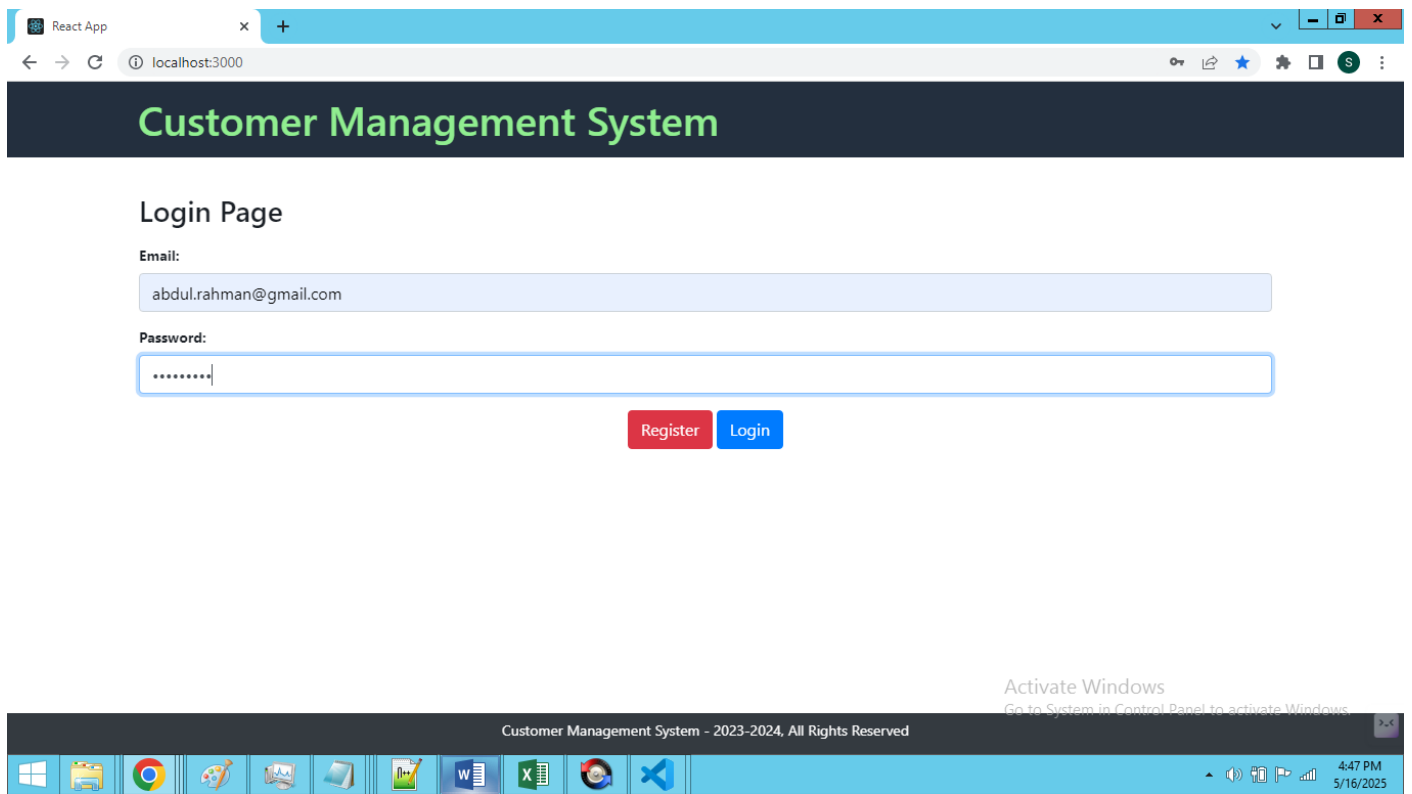 React App
localhost:3000
S
Customer Management System
Login Page
Email:
abdul.rahman@gmail.com
Password:
•••••••••
Register Login
Activate Windows
Go to System in Control Panel to activate Windows.
Customer Management System - 2023-2024, All Rights Reserved
4:47 PM
5/16/2025